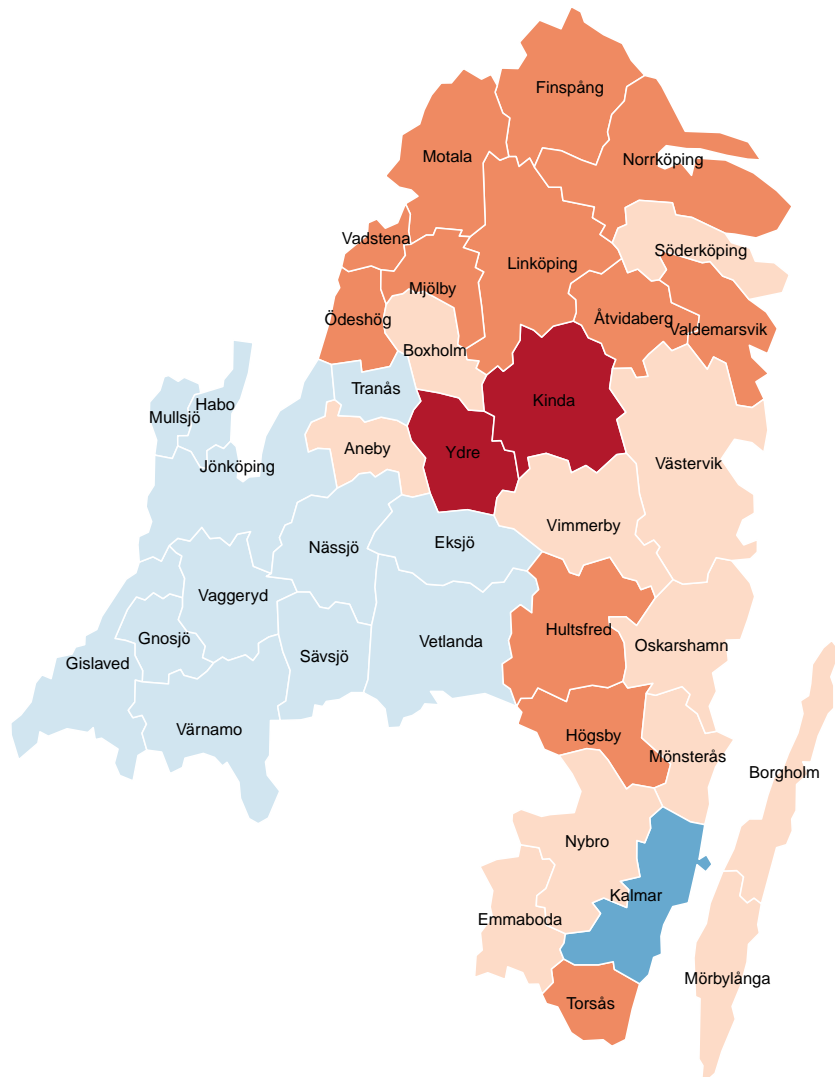 Finspång
Motala
Norrköping
Vadstena
Söderköping
Linköping
Mjölby
Ödeshög
Åtvidaberg
Valdemarsvik
Boxholm
Tranås
Kinda
Habo
Mullsjö
Aneby
Ydre
Jönköping
Västervik
Vimmerby
Nässjö
Eksjö
Vaggeryd
Hultsfred
Gnosjö
Vetlanda
Oskarshamn
Sävsjö
Gislaved
Värnamo
Högsby
Mönsterås
Borgholm
Nybro
Kalmar
Emmaboda
Mörbylånga
Torsås